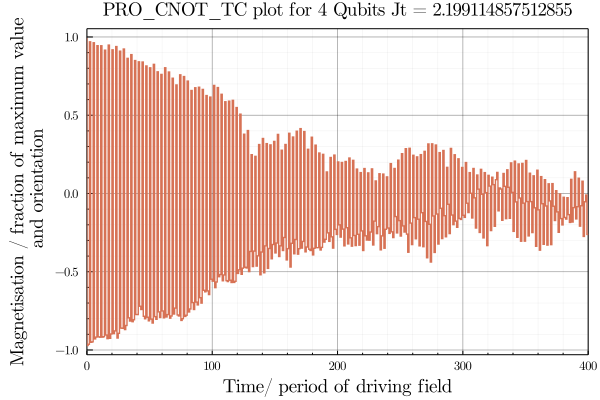 PRO_CNOT_TC plot for 4 Qubits Jt = 2.199114857512855
Magnetisation / fraction of maximum value
and orientation
1.0
0.5
0.0
−0.5
−1.0
0 100 200 300 400
Time/ period of driving field